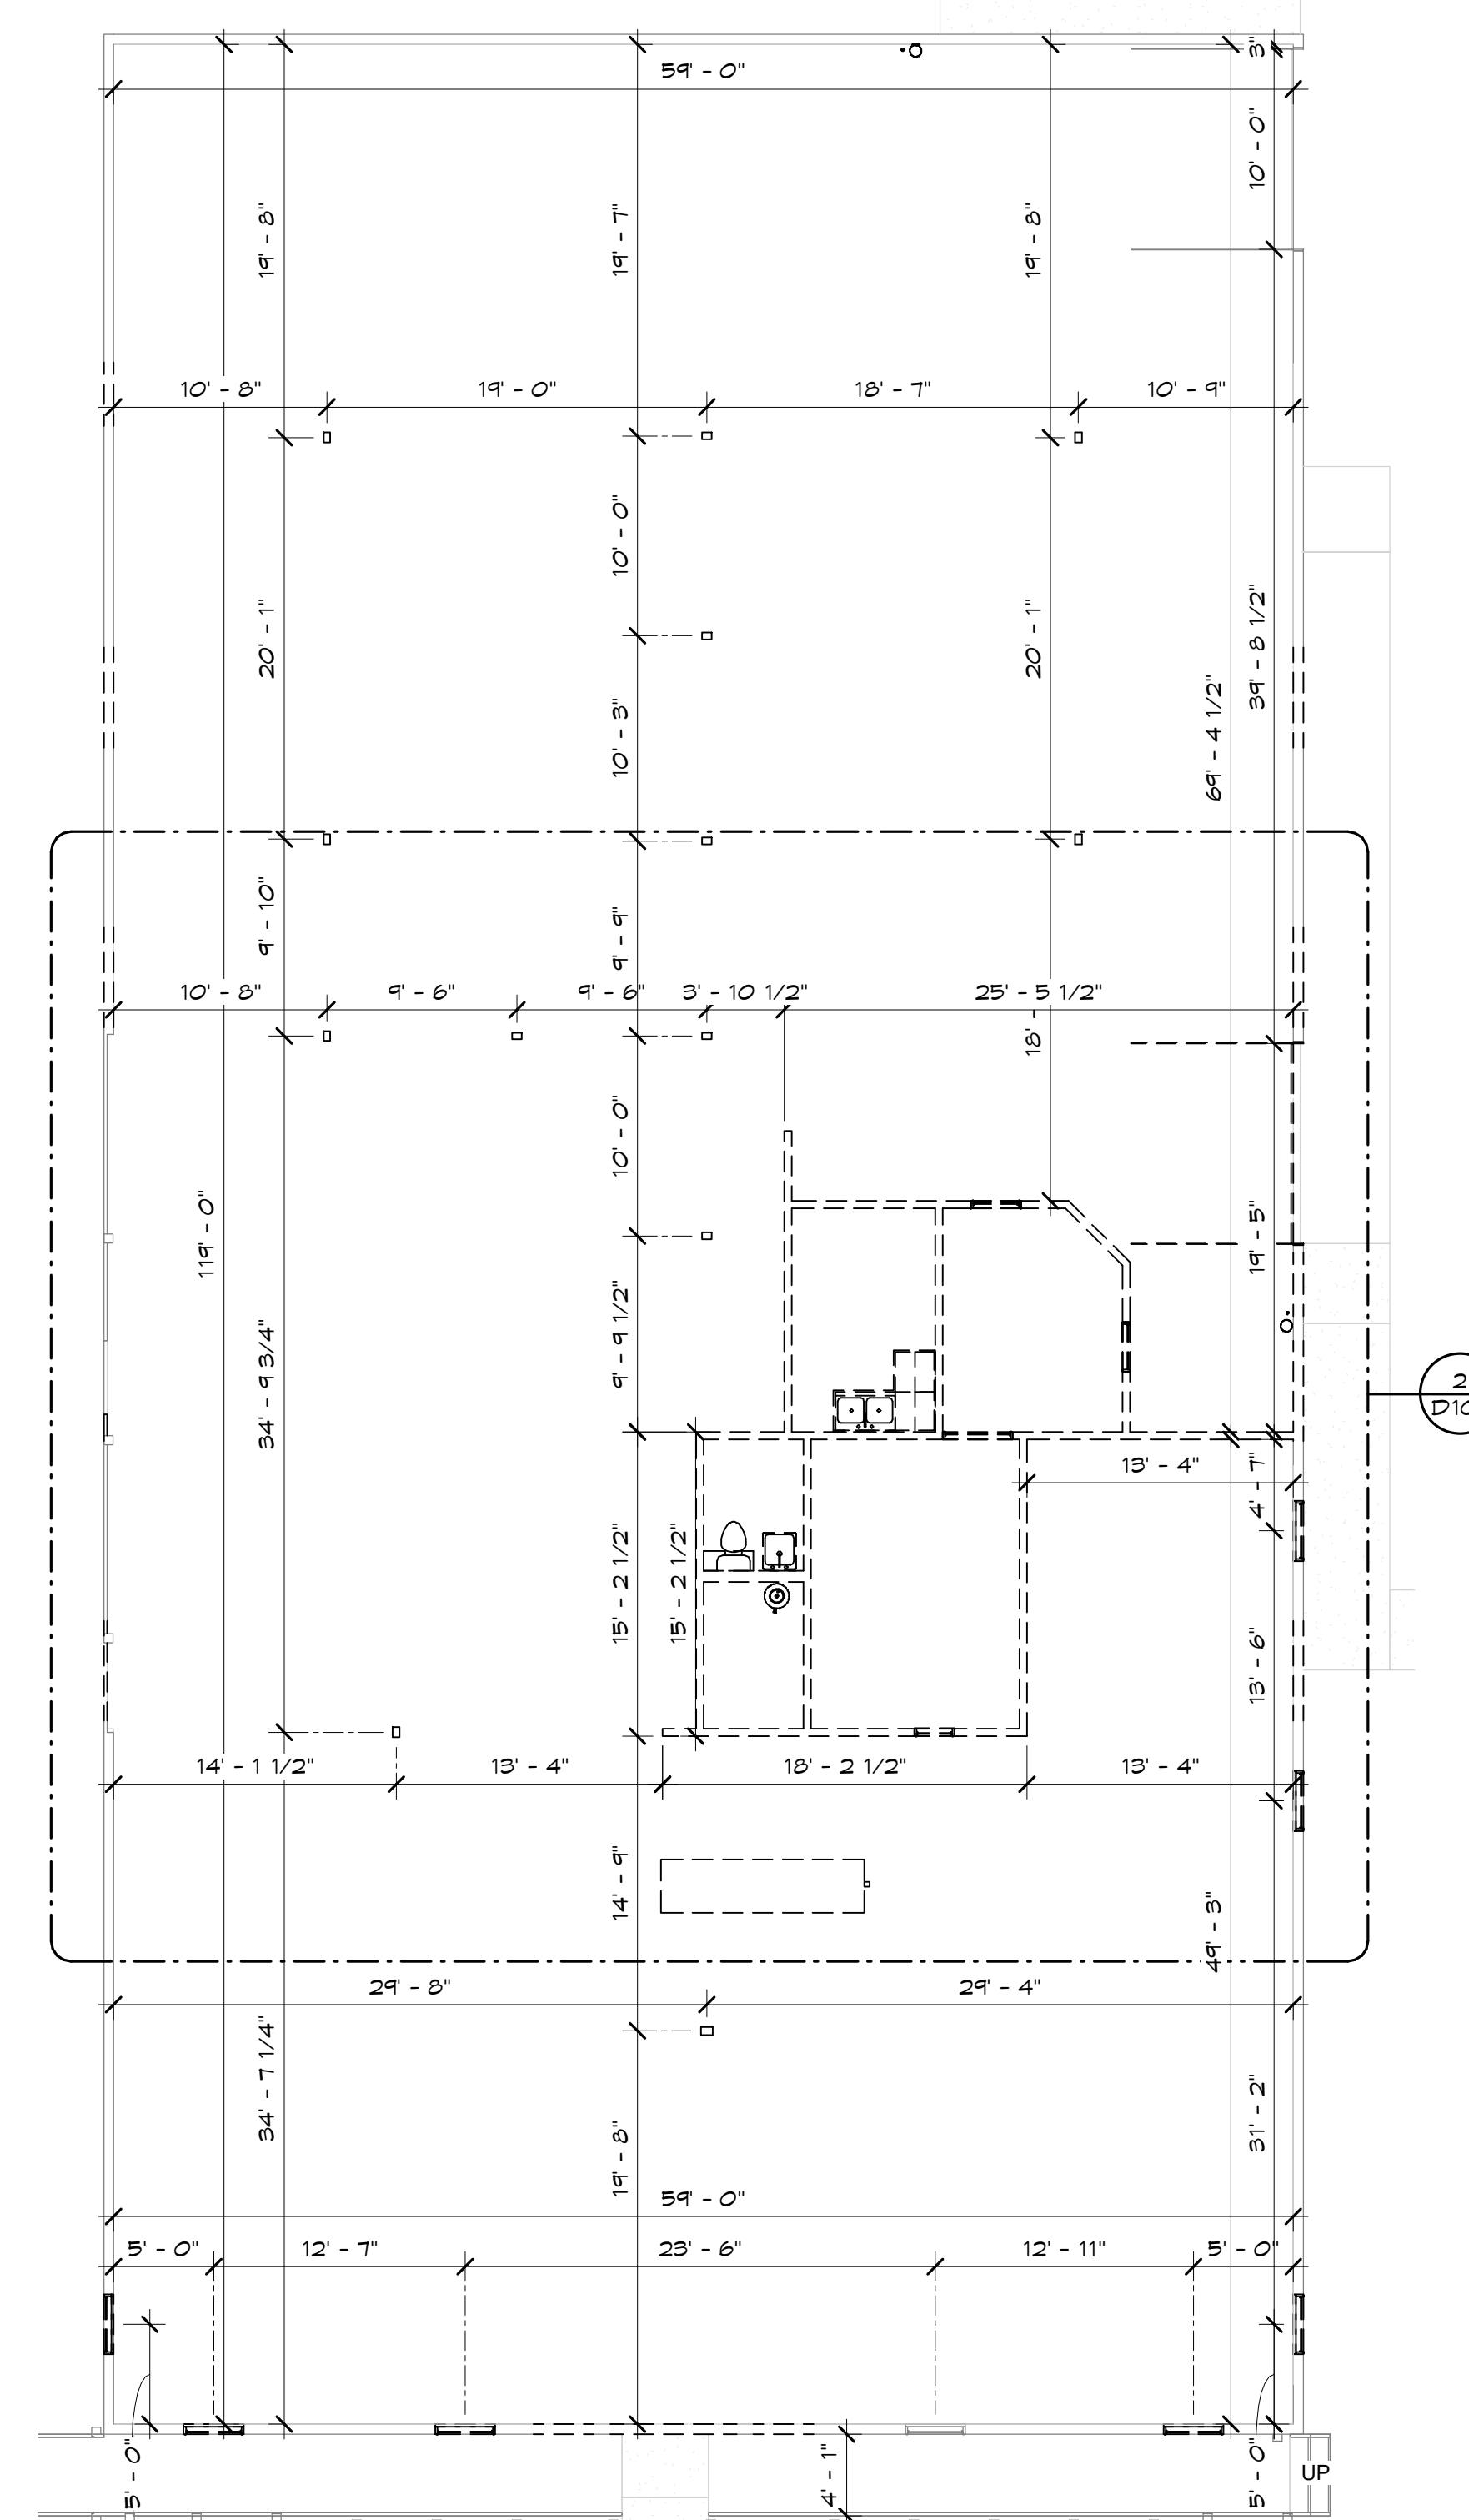 3"
59' - 0"
10' - 0"
19' - 8"
19' - 7"
19' - 8"
10' - 8"
19' - 0"
18' - 7"
10' - 9"
10' - 0"
20' - 1"
20' - 1"
39' - 8 1/2"
10' - 3"
69' - 4 1/2"
9' - 10"
9' - 9"
10' - 8"
9' - 6"
9' - 6"
3' - 10 1/2"
25' - 5 1/2"
18' -
10' - 0"
119' - 0"
19' - 5"
34' - 9 3/4"
9' - 9 1/2"
2
D10
13' - 4"
4' - 7"
15' - 2 1/2"
15' - 2 1/2"
13' - 6"
14' - 1 1/2"
13' - 4"
18' - 2 1/2"
13' - 4"
14' - 9"
49' - 3"
29' - 8"
29' - 4"
34' - 7 1/4"
31' - 2"
19' - 8"
59' - 0"
5' - 0"
12' - 7"
23' - 6"
12' - 11"
5' - 0"
5' - 0"
4' - 1"
5' - 0"
UP